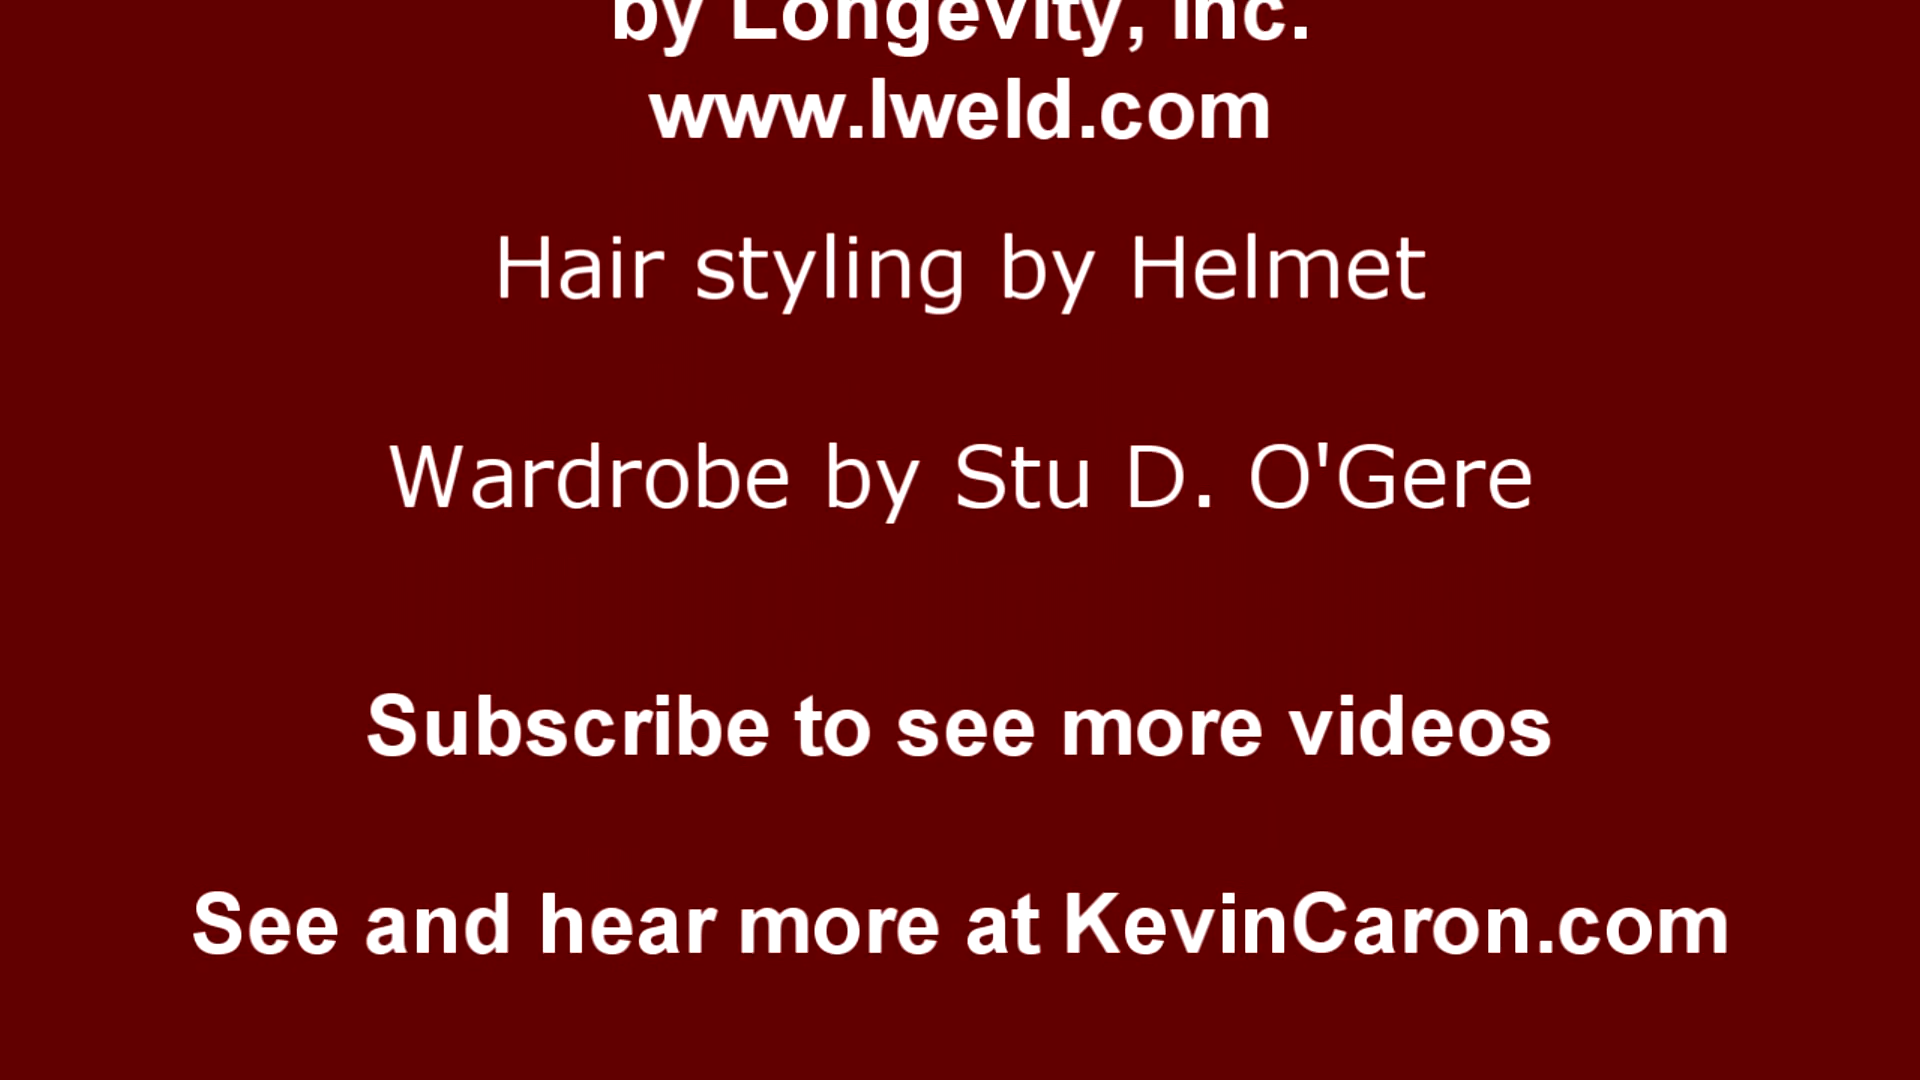 by Longevity, Inc.
www.lweld.com
Hair styling by Helmet
Wardrobe by Stu D. O'Gere
Subscribe to see more videos
See and hear more at KevinCaron.com